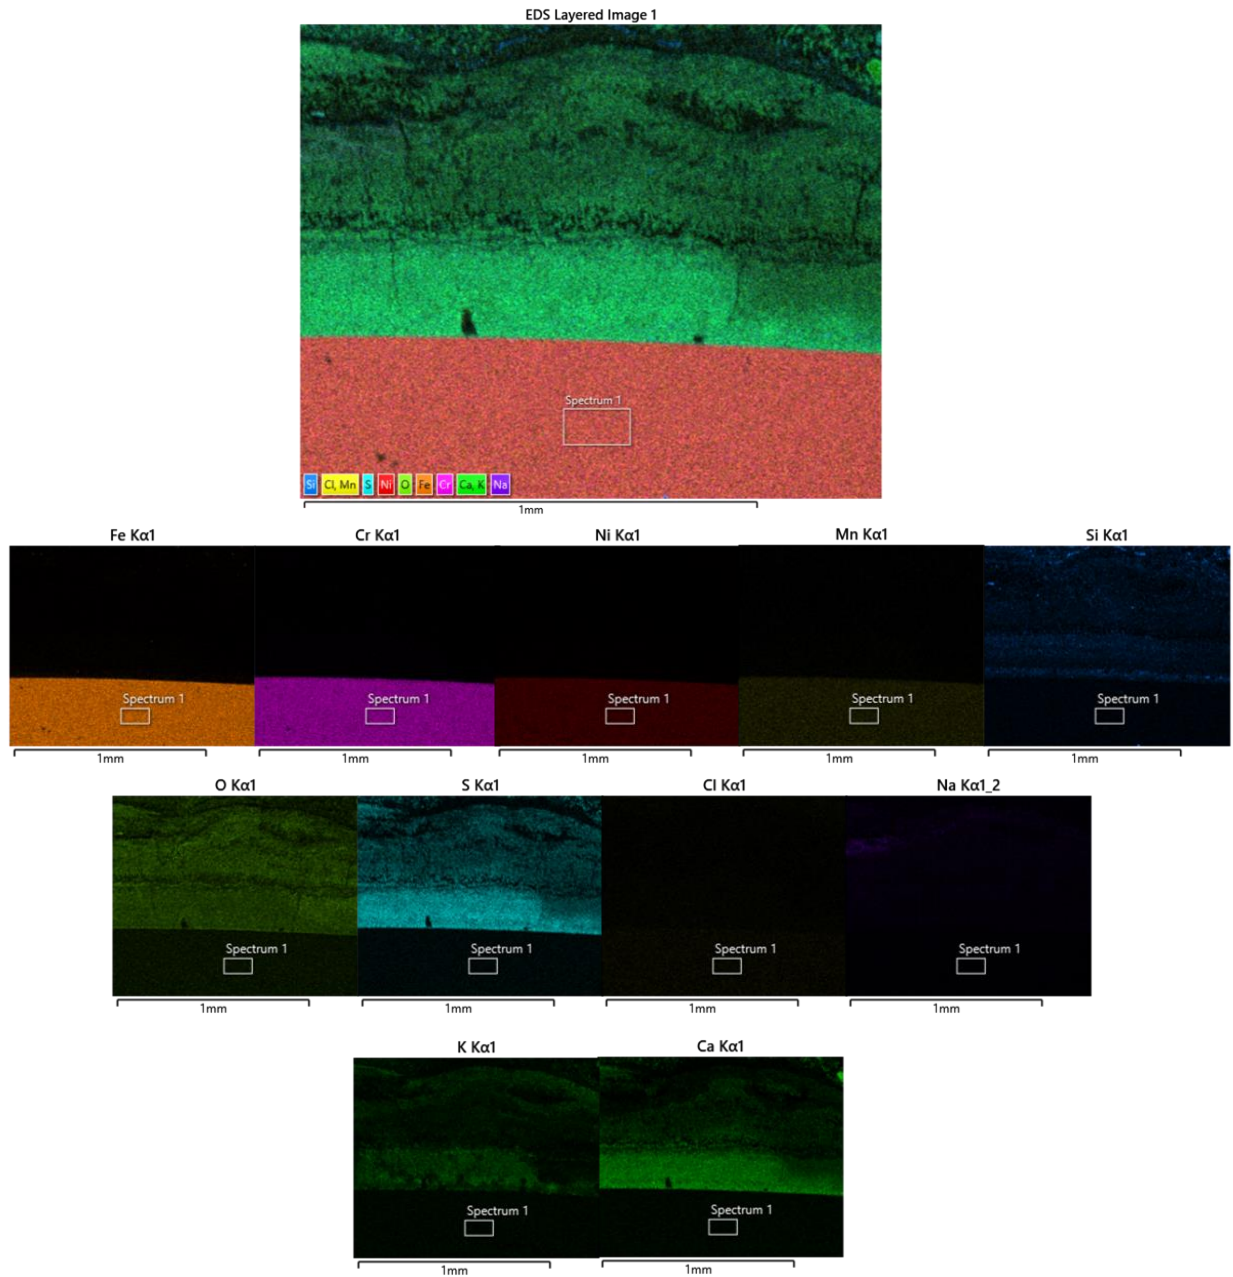 EDS Layered Image 1
Spectrum 1
Si Cl, Mn S Ni O Fe Cr Ca, K Na
1mm
Fe Kα1 Cr Kα1 Ni Kα1 Mn Kα1 Si Kα1
Spectrum 1 Spectrum 1 Spectrum 1 Spectrum 1 Spectrum 1
1mm 1mm 1mm 1mm 1mm
O Kα1 S Kα1 Cl Kα1 Na Kα1_2
Spectrum 1 Spectrum 1 Spectrum 1 Spectrum 1
1mm 1mm 1mm 1mm
K Kα1 Ca Kα1
Spectrum 1 Spectrum 1
1mm 1mm